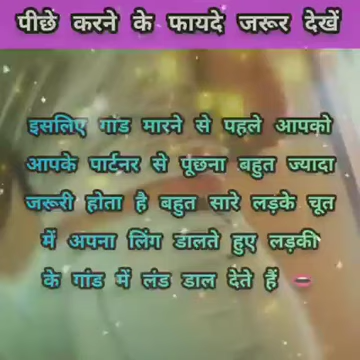 पीछे करने के फायदे जरूर देखें
इसलिए गांड मारने से पहले आपको
आपके पार्टनर से पूंछना बहुत ज्यादा
जरूरी होता है बहुत सारे लड़के चूत
में अपना लिंग डालते हुए लड़की
के गांड में लंड डाल देते हैं